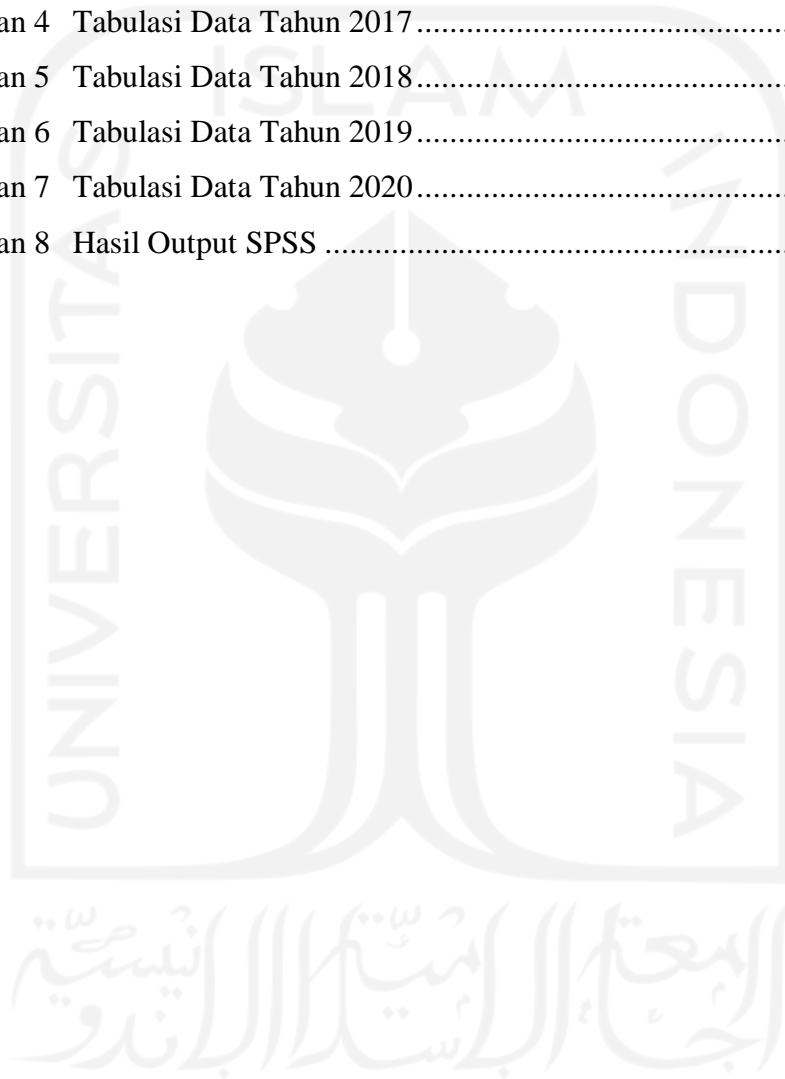 an 4 Tabulasi Data Tahun 2017
an 5 Tabulasi Data Tahun 2018
an 6 Tabulasi Data Tahun 2019
an 7 Tabulasi Data Tahun 2020
an 8 Hasil Output SPSS
UNIVERSITAS
ISLAM
INDONESIA